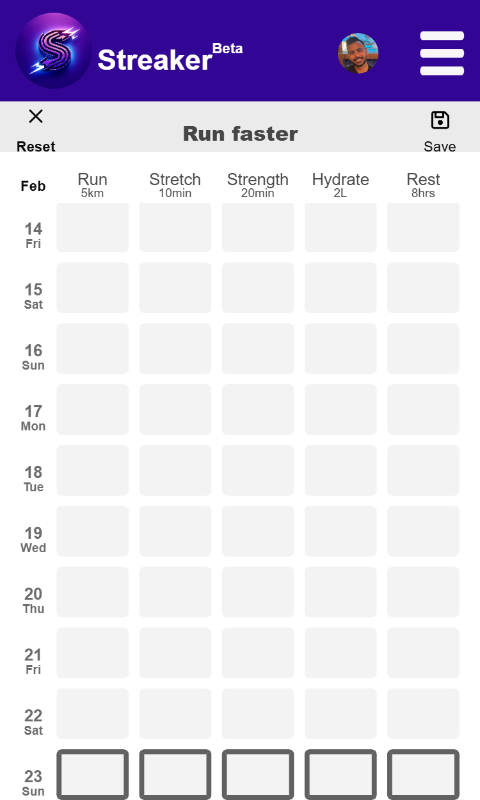 Streaker Beta
Reset
Run faster
Save
Feb Run Stretch Strength Hydrate Rest
5km 10min 20min 2L 8hrs
14
Fri
15
Sat
16
Sun
17
Mon
18
Tue
19
Wed
20
Thu
21
Fri
22
Sat
23
Sun